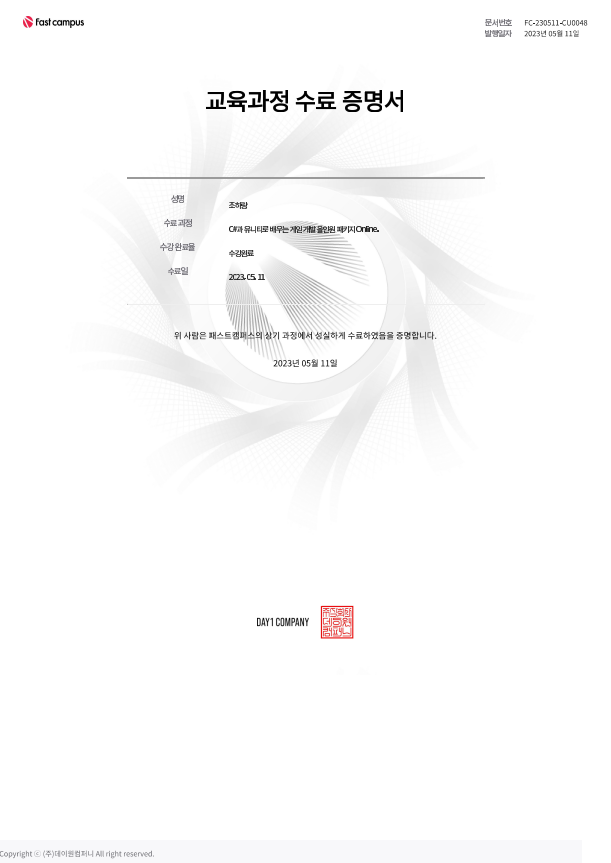 fast campus
문서번호 FC-230511-CU0048
발행일자 2023년 05월 11일
교육과정 수료 증명서
성명 조하랑
수료 과정 C#과 유니티로 배우는 게임 개발 올인원 패키지 Online.
수강 완료율 수강완료
수료일 2023. 05. 11
위 사람은 패스트캠퍼스의 상기 과정에서 성실하게 수료하였음을 증명합니다.
2023년 05월 11일
DAY1 COMPANY
Copyright ⓒ (주)데이원컴퍼니 All right reserved.